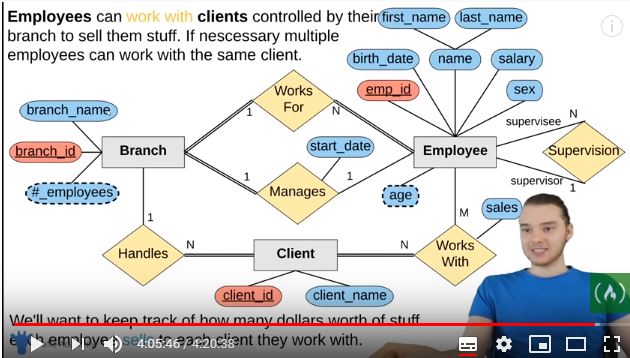 Employees can work with clients controlled by their
branch to sell them stuff. If nescessary multiple
employees can work with the same client.
first_name
last_name
birth_date
name
salary
emp_id
sex
Works
For
branch_name
1
N
supervisee
N
branch_id
Branch
start_date
Employee
Supervision
#_employees
1
Manages
1
age
supervisor
1
1
M
sales
Handles
N
Client
N
Works
With
client_id
client_name
We'll want to keep track of how many dollars worth of stuff
employee sells to each client they work with.
4:05:46 / 4:20:38